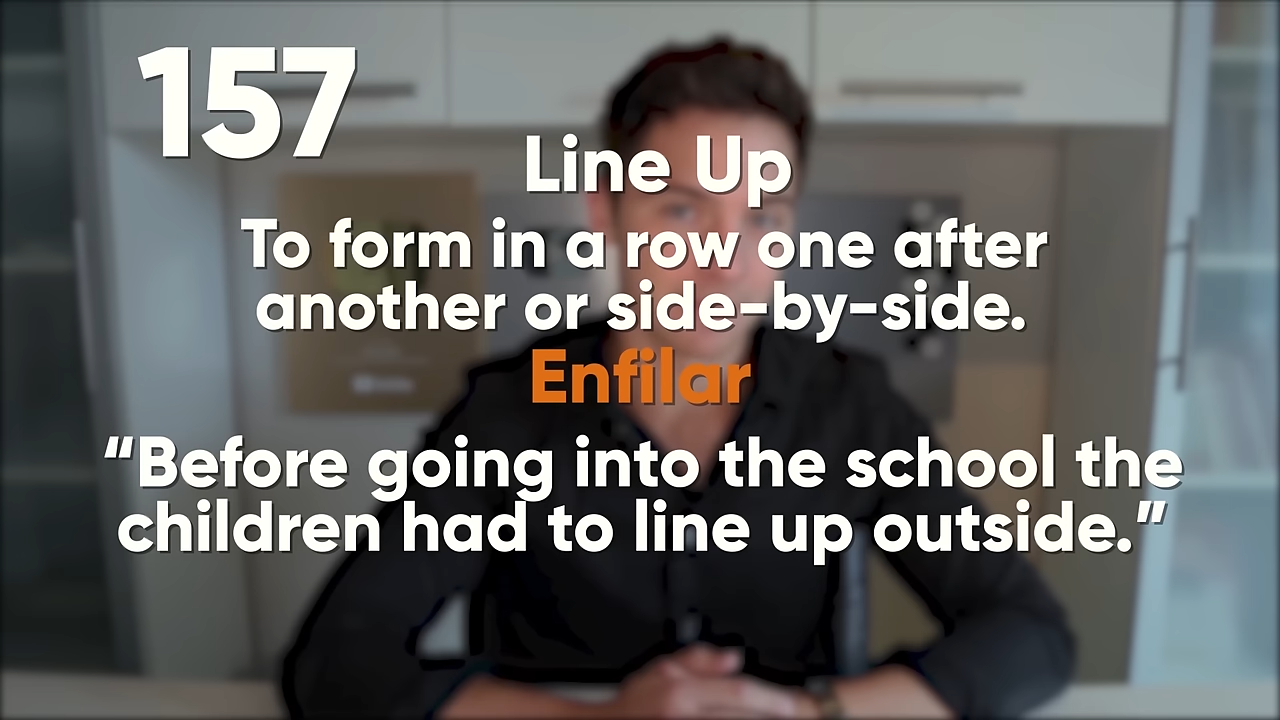 157
Line Up
To form in a row one after
another or side-by-side.
Enfilar
“Before going into the school the
children had to line up outside.”